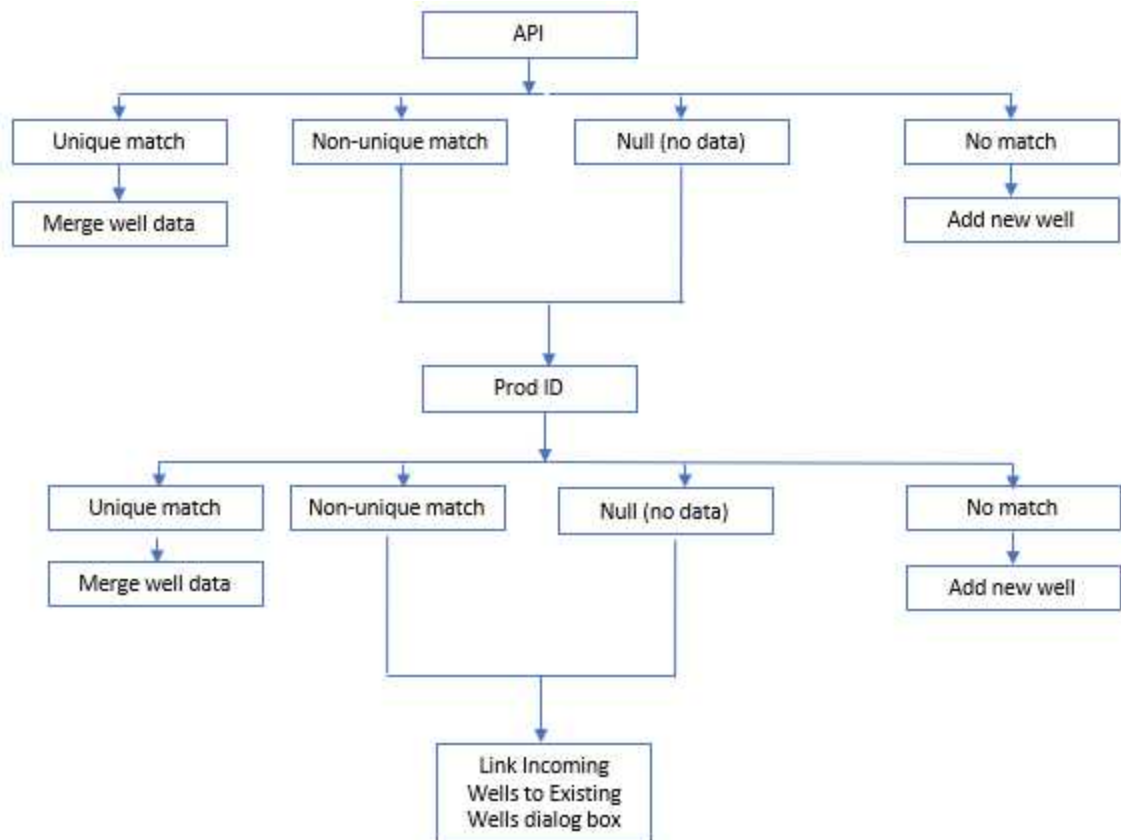 API
Unique match
Non-unique match
Null (no data)
No match
Merge well data
Add new well
Prod ID
Unique match
Non-unique match
Null (no data)
No match
Merge well data
Add new well
Link Incoming
Wells to Existing
Wells dialog box